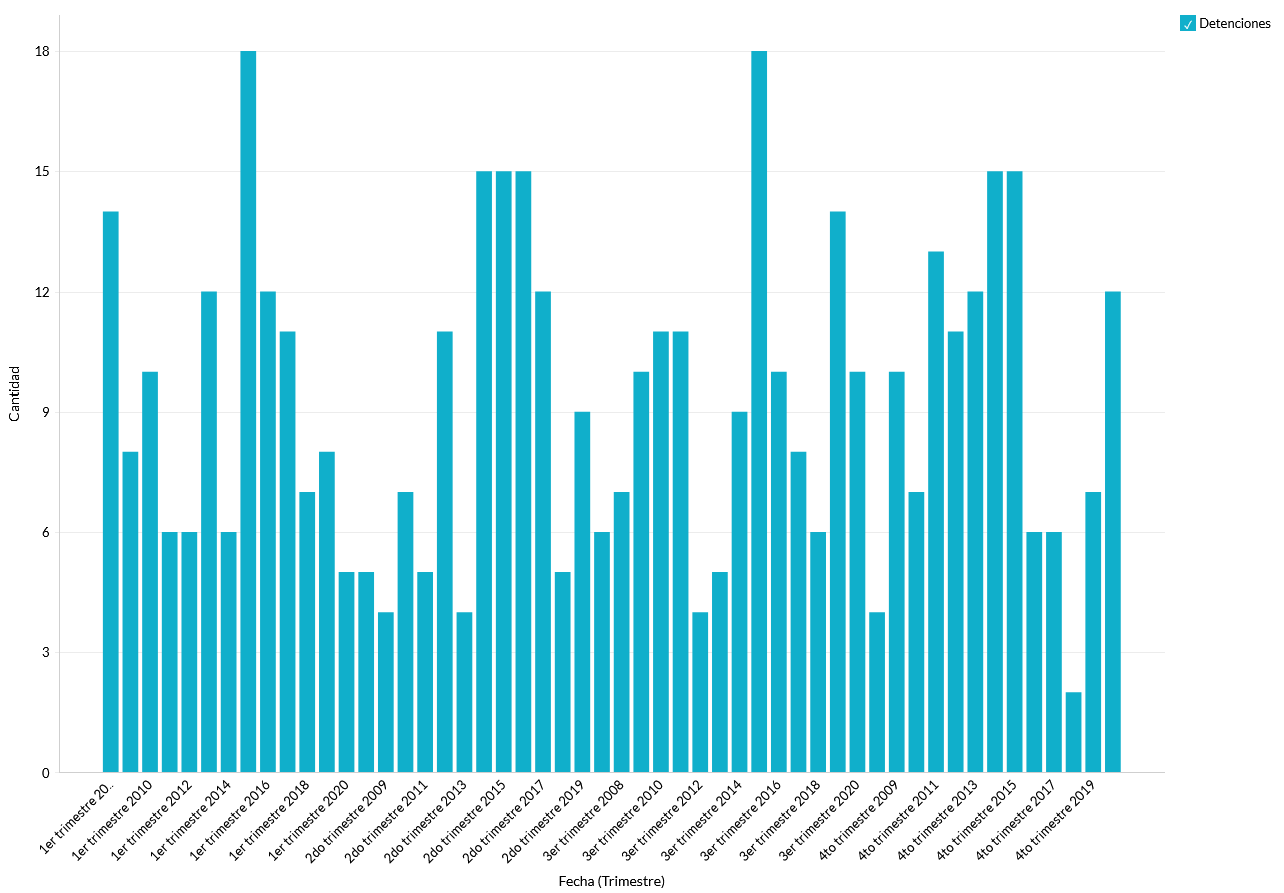 Detenciones
Cantidad
18
15
12
9
6
3
0
1er trimestre 20..
1er trimestre 2010
1er trimestre 2012
1er trimestre 2014
1er trimestre 2016
1er trimestre 2018
1er trimestre 2020
2do trimestre 2009
2do trimestre 2011
2do trimestre 2013
2do trimestre 2015
2do trimestre 2017
2do trimestre 2019
3er trimestre 2008
3er trimestre 2010
3er trimestre 2012
3er trimestre 2014
3er trimestre 2016
3er trimestre 2018
3er trimestre 2020
4to trimestre 2009
4to trimestre 2011
4to trimestre 2013
4to trimestre 2015
4to trimestre 2017
4to trimestre 2019
Fecha (Trimestre)